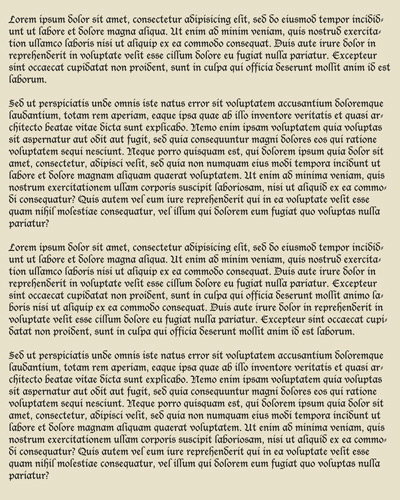 Lorem ipsum dolor sit amet, consectetur adipisicing elit, sed do eiusmod tempor incidid-
unt ut labore et dolore magna aliqua. Ut enim ad minim veniam, quis nostrud exercita-
tion ullamco laboris nisi ut aliquip ex ea commodo consequat. Duis aute irure dolor in
reprehenderit in voluptate velit esse cillum dolore eu fugiat nulla pariatur. Excepteur
sint occaecat cupidatat non proident, sunt in culpa qui officia deserunt mollit anim id est
laborum.

Sed ut perspiciatis unde omnis iste natus error sit voluptatem accusantium doloremque
laudantium, totam rem aperiam, eaque ipsa quae ab illo inventore veritatis et quasi ar-
chitecto beatae vitae dicta sunt explicabo. Nemo enim ipsam voluptatem quia voluptas
sit aspernatur aut odit aut fugit, sed quia consequuntur magni dolores eos qui ratione
voluptatem sequi nesciunt. Neque porro quisquam est, qui dolorem ipsum quia dolor sit
amet, consectetur, adipisci velit, sed quia non numquam eius modi tempora incidunt ut
labore et dolore magnam aliquam quaerat voluptatem. Ut enim ad minima veniam, quis
nostrum exercitationem ullam corporis suscipit laboriosam, nisi ut aliquid ex ea commo-
di consequatur? Quis autem vel eum iure reprehenderit qui in ea voluptate velit esse
quam nihil molestiae consequatur, vel illum qui dolorem eum fugiat quo voluptas nulla
pariatur?

Lorem ipsum dolor sit amet, consectetur adipisicing elit, sed do eiusmod tempor incidid-
unt ut labore et dolore magna aliqua. Ut enim ad minim veniam, quis nostrud exercita-
tion ullamco laboris nisi ut aliquip ex ea commodo consequat. Duis aute irure dolor in
reprehenderit in voluptate velit esse cillum dolore eu fugiat nulla pariatur. Excepteur
sint occaecat cupidatat non proident, sunt in culpa qui officia deserunt mollit animo la-
boris nisi ut aliquip ex ea commodo consequat. Duis aute irure dolor in reprehenderit in
voluptate velit esse cillum dolore eu fugiat nulla pariatur. Excepteur sint occaecat cupi-
datat non proident, sunt in culpa qui officia deserunt mollit anim id est laborum.

Sed ut perspiciatis unde omnis iste natus error sit voluptatem accusantium doloremque
laudantium, totam rem aperiam, eaque ipsa quae ab illo inventore veritatis et quasi ar-
chitecto beatae vitae dicta sunt explicabo. Nemo enim ipsam voluptatem quia voluptas
sit aspernatur aut odit aut fugit, sed quia consequuntur magni dolores eos qui ratione
voluptatem sequi nesciunt. Neque porro quisquam est, qui dolorem ipsum quia dolor sit
amet, consectetur, adipisci velit, sed quia non numquam eius modi tempora incidunt ut
labore et dolore magnam aliquam quaerat voluptatem. Ut enim ad minima veniam, quis
nostrum exercitationem ullam corporis suscipit laboriosam, nisi ut aliquid ex ea commo-
di consequatur? Quis autem vel eum iure reprehenderit qui in ea voluptate velit esse
quam nihil molestiae consequatur, vel illum qui dolorem eum fugiat quo voluptas nulla
pariatur?